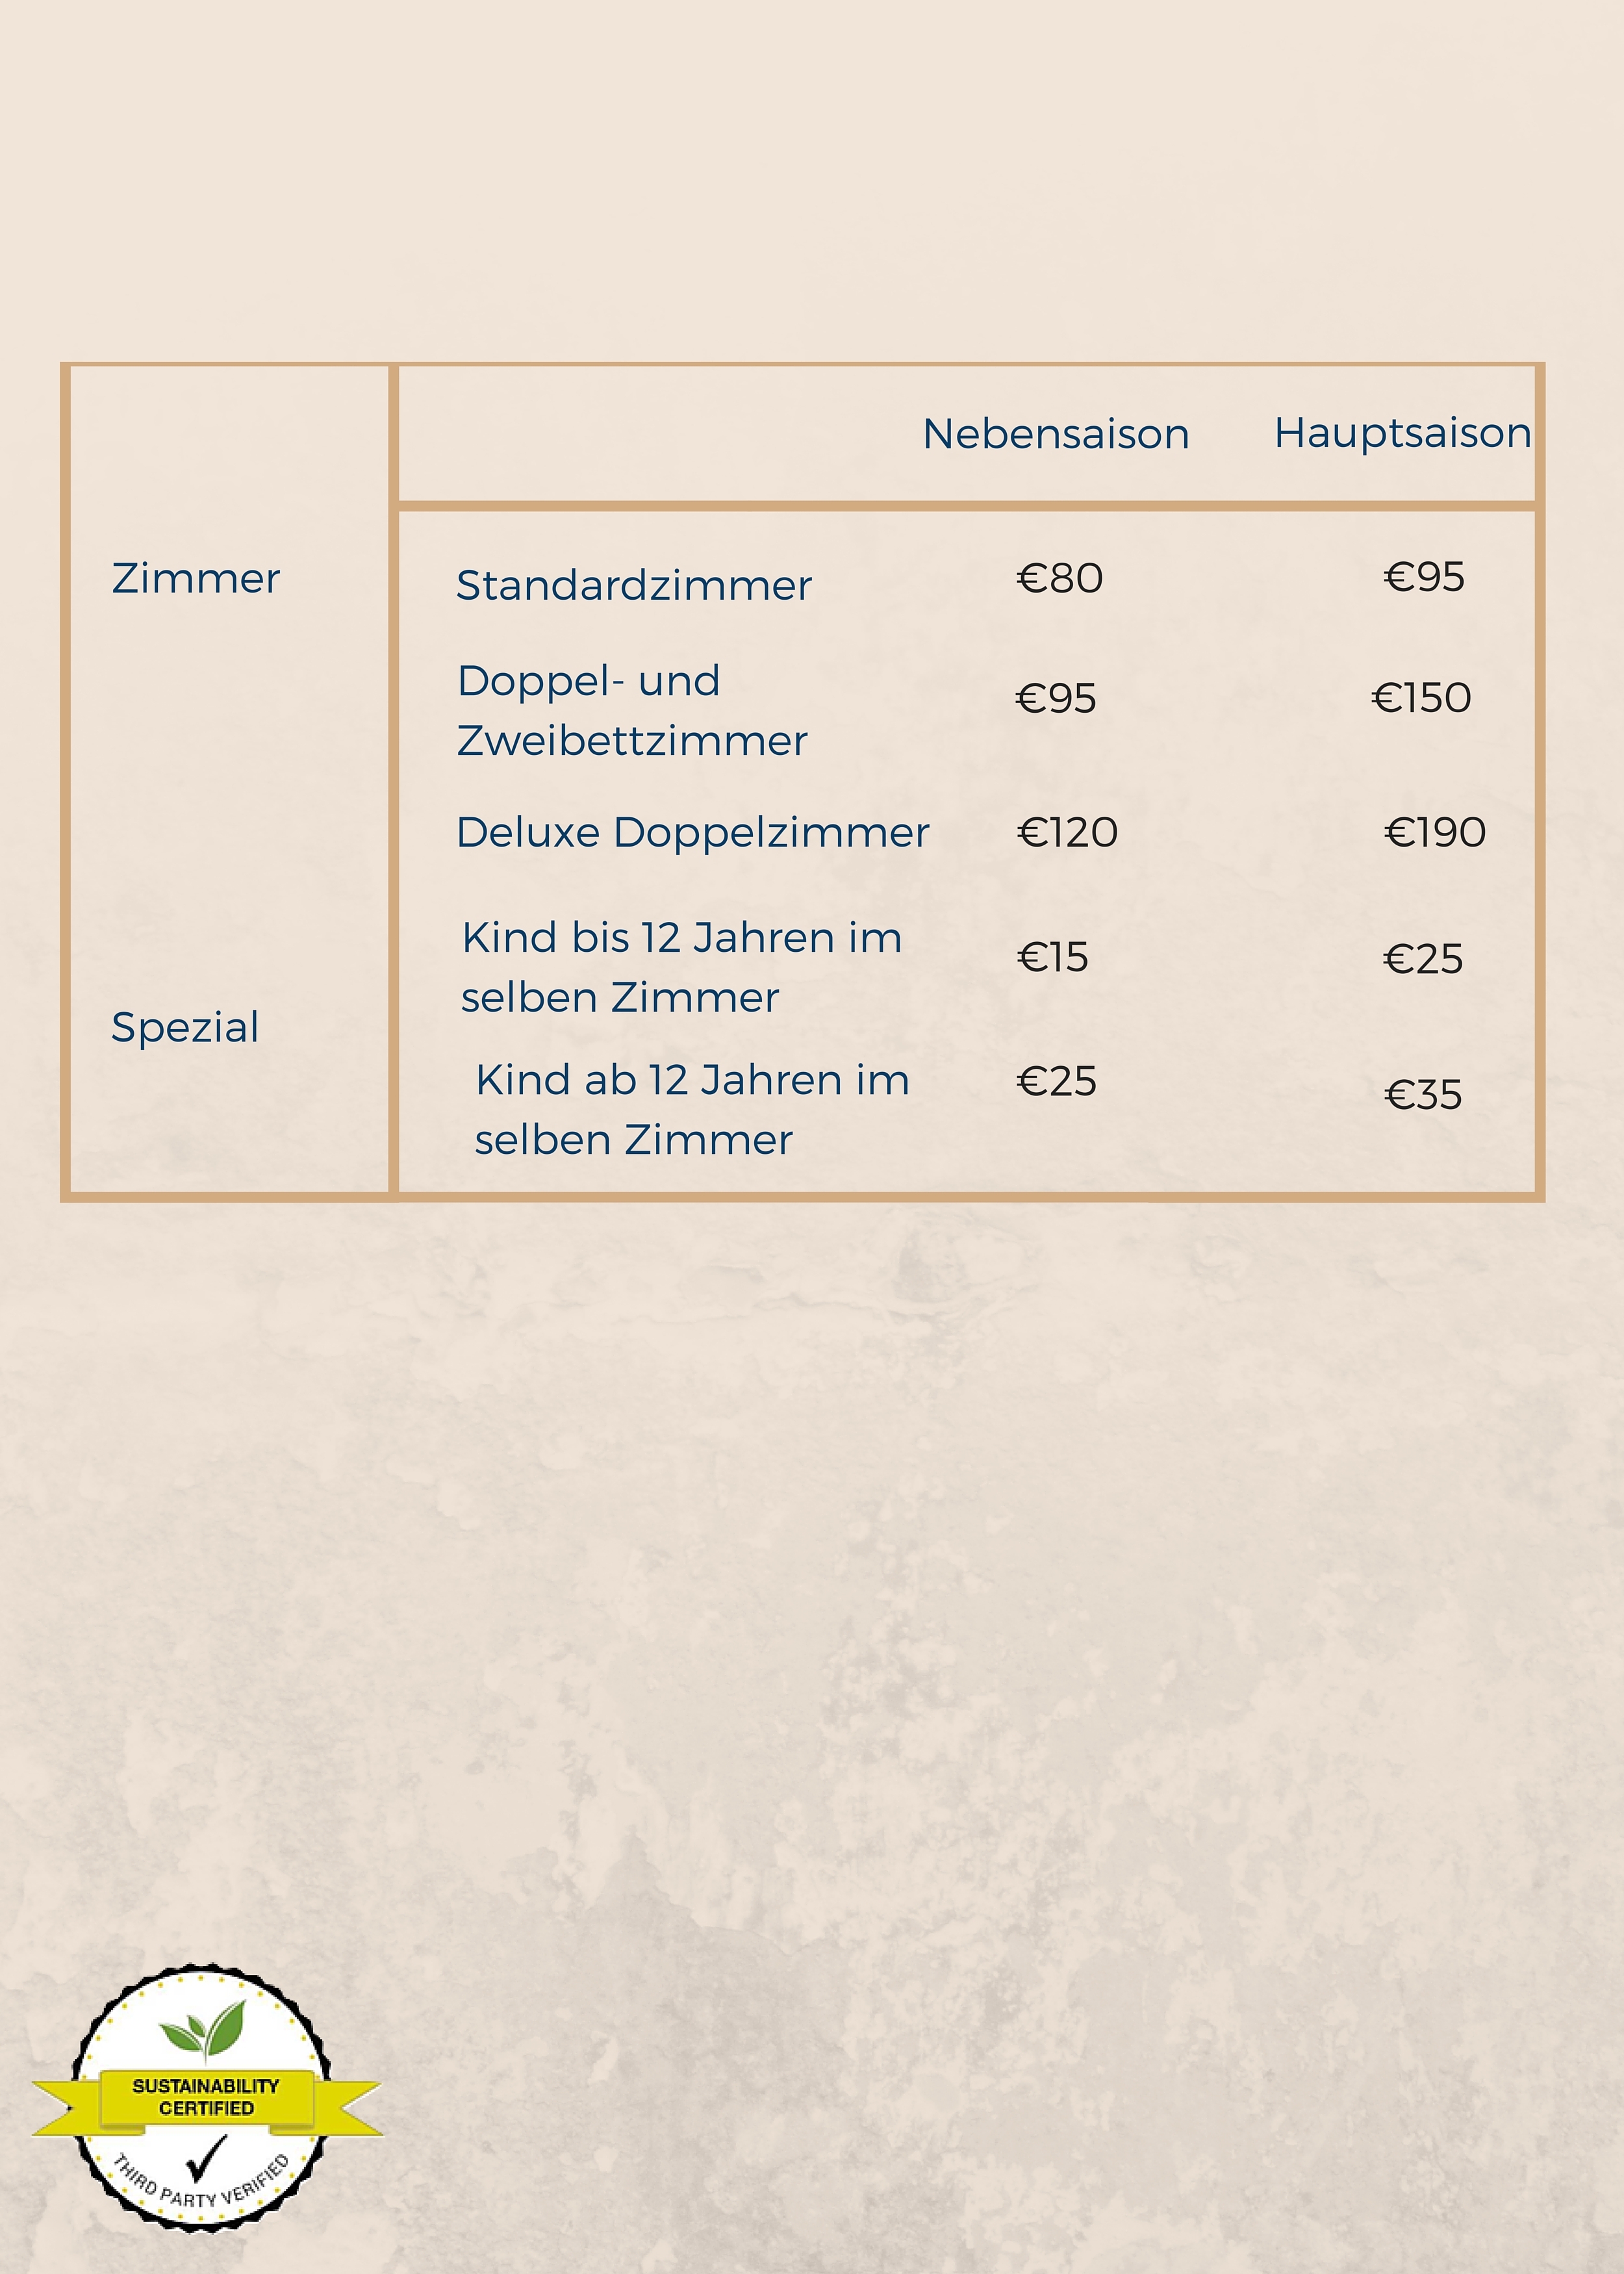 Nebensaison Hauptsaison
Zimmer Standardzimmer €80 €95
Doppel- und
Zweibettzimmer €95 €150
Deluxe Doppelzimmer €120 €190
Kind bis 12 Jahren im
selben Zimmer €15 €25
Spezial
Kind ab 12 Jahren im
selben Zimmer €25 €35
SUSTAINABILITY
CERTIFIED
THIRD PARTY VERIFIED